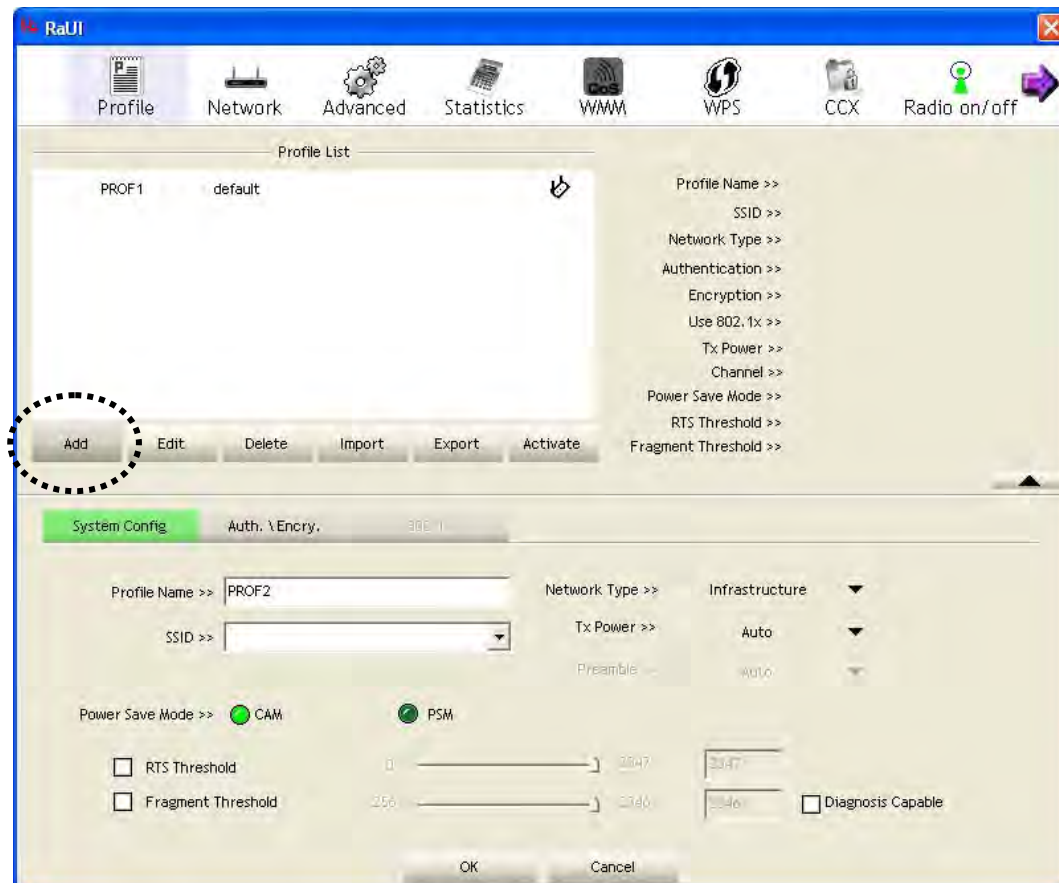 RaUI
Profile Network Advanced Statistics QoS WMM WPS CCX Radio on/off
Profile List
PROF1 default
Profile Name >>
SSID >>
Network Type >>
Authentication >>
Encryption >>
Use 802.1x >>
Tx Power >>
Channel >>
Power Save Mode >>
RTS Threshold >>
Fragment Threshold >>
Add Edit Delete Import Export Activate
System Config Auth. \ Encry.
Profile Name >> PROF2 Network Type >> Infrastructure
SSID >> Tx Power >> Auto
Preamble Auto
Power Save Mode >> CAM PSM
RTS Threshold 0 2347 2347
Fragment Threshold 256 2346 2346 Diagnosis Capable
OK Cancel